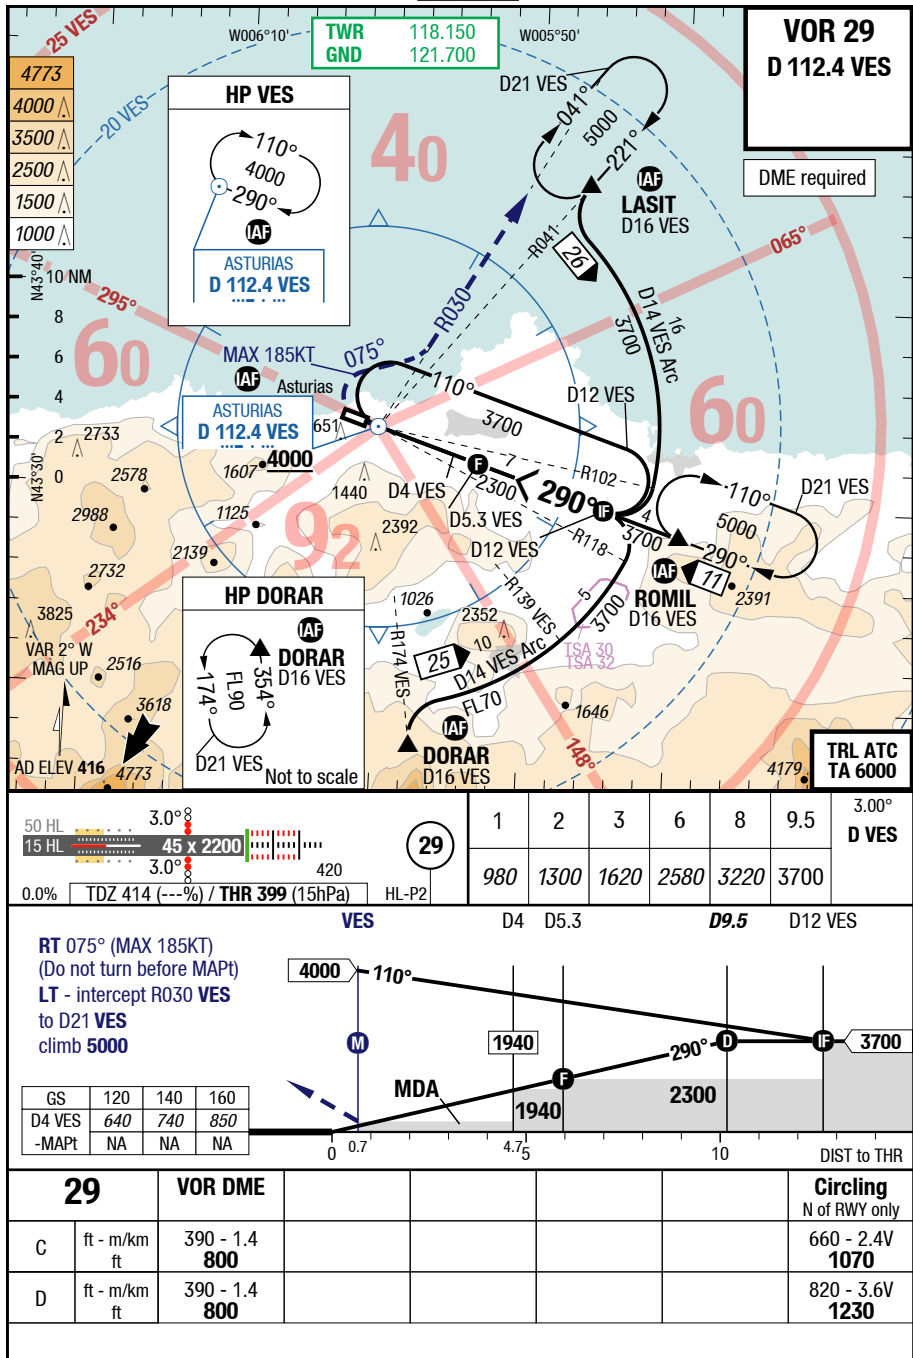 TWR 118.150
GND 121.700
VOR 29
D 112.4 VES
DME required
25 VES
20 VES
W006°10'
W005°50'
4773
4000
3500
2500
1500
1000
N43°40'
10 NM
8
6
4
2
0
N43°30'
HP VES
110°
4000
290°
IAF
ASTURIAS
D 112.4 VES
40
D21 VES
041°
5000
221°
IAF
LASIT
D16 VES
R041
26
065°
295°
R030
16
D14 VES Arc
3700
60
MAX 185KT
075°
IAF
Asturias
110°
3700
D12 VES
60
ASTURIAS
D 112.4 VES
651
2733
4000
1607
2578
1440
7
2300
F
D4 VES
D5.3 VES
R102
290°
IF
D12 VES
R118
4
3700
110°
5000
290°
D21 VES
IAF
ROMIL
D16 VES
11
2391
2988
1125
2139
92
2392
2732
3825
234°
VAR 2° W
MAG UP
2516
3618
AD ELEV 416
4773
HP DORAR
IAF
DORAR
D16 VES
174°
FL90
354°
D21 VES
Not to scale
1026
2352
R139 VES
R174 VES
25
10
D14 VES Arc
FL70
5
3700
TSA 30
TSA 32
IAF
DORAR
D16 VES
1646
148°
4179
TRL ATC
TA 6000
50 HL
15 HL
3.0°
45 x 2200
3.0°
420
0.0%
TDZ 414 (---%) / THR 399 (15hPa)
HL-P2
29
1 2 3 6 8 9.5 3.00°
D VES
980 1300 1620 2580 3220 3700
VES D4 D5.3 D9.5 D12 VES
RT 075° (MAX 185KT)
(Do not turn before MAPt)
LT - intercept R030 VES
to D21 VES
climb 5000
4000
110°
M
1940
290°
D
IF
3700
F
MDA
1940
2300
0 0.7 4.7 5 10 DIST to THR
GS 120 140 160
D4 VES 640 740 850
-MAPt NA NA NA
29 VOR DME Circling
N of RWY only
C ft - m/km 390 - 1.4 660 - 2.4V
ft 800 1070
D ft - m/km 390 - 1.4 820 - 3.6V
ft 800 1230